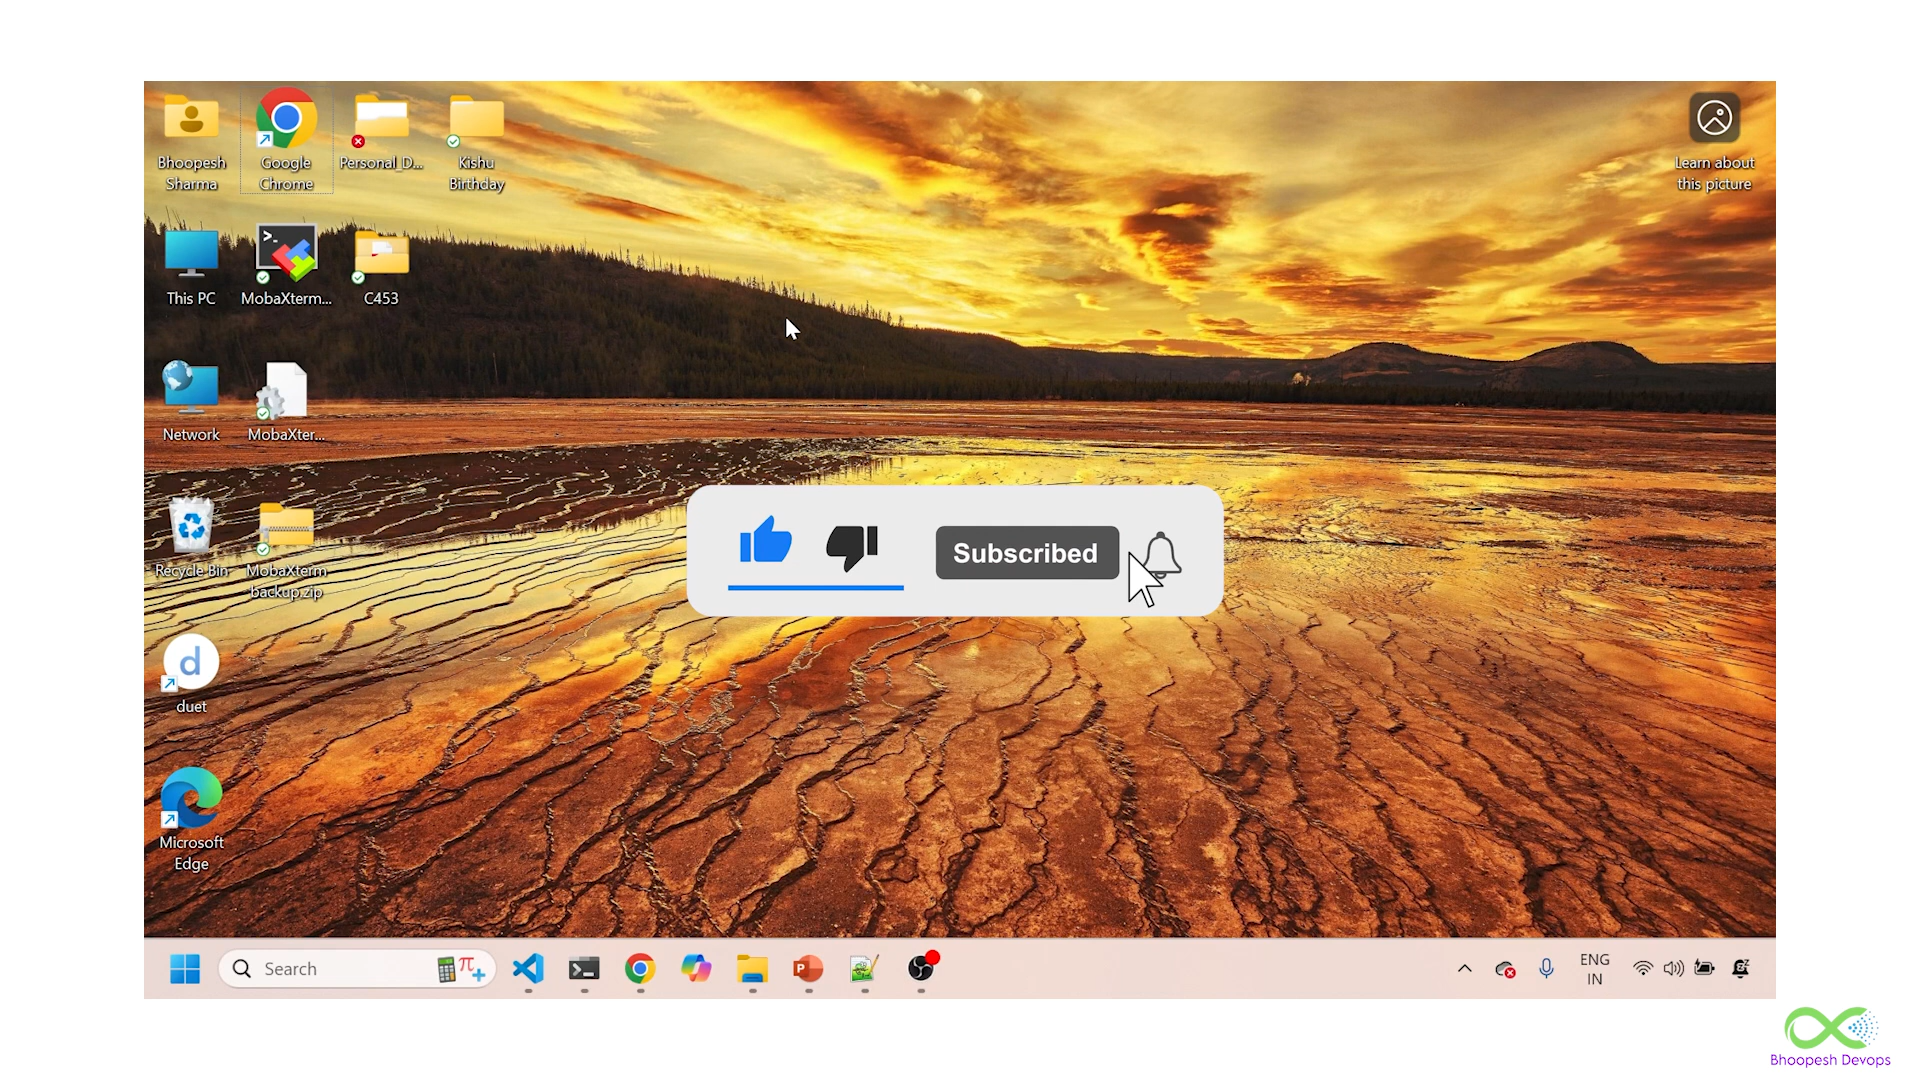 Bhoopesh
Sharma
Google
Chrome
Personal_D...
Kishu
Birthday
Learn about
this picture
This PC
MobaXterm...
C453
Network
MobaXter...
Recycle Bin
MobaXterm
backup.zip
Subscribed
duet
Microsoft
Edge
Search
ENG
IN
Bhoopesh Devops